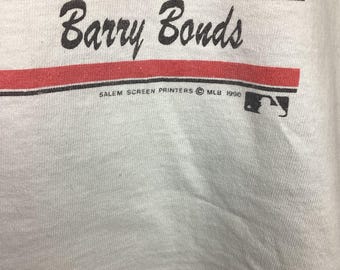 Barry Bonds
SALEM SCREEN PRINTERS © MLB 1990